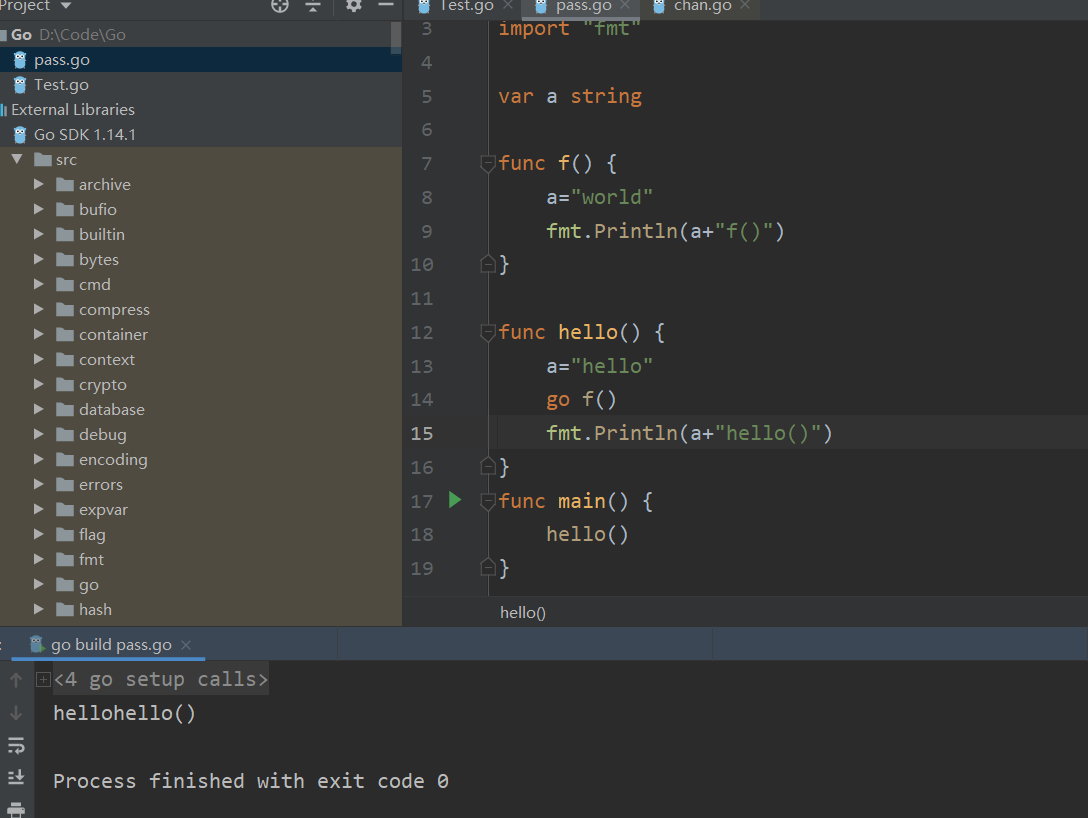 Project
Test.go
pass.go
chan.go
Go D:\Code\Go
pass.go
Test.go
External Libraries
Go SDK 1.14.1
src
archive
bufio
builtin
bytes
cmd
compress
container
context
crypto
database
debug
encoding
errors
expvar
flag
fmt
go
hash
3 import "fmt"
4
5 var a string
6
7 func f() {
8 a="world"
9 fmt.Println(a+"f()")
10 }
11
12 func hello() {
13 a="hello"
14 go f()
15 fmt.Println(a+"hello()")
16 }
17 func main() {
18 hello()
19 }
hello()
: go build pass.go
<4 go setup calls>
hellohello()
Process finished with exit code 0